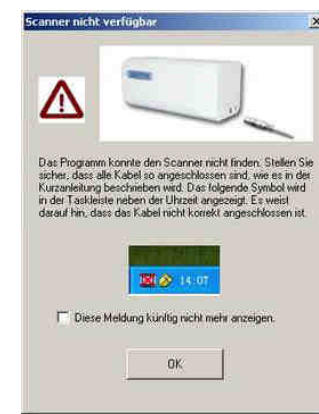 Scanner nicht verfügbar
Das Programm konnte den Scanner nicht finden. Stellen Sie
sicher, dass alle Kabel so angeschlossen sind, wie es in der
Kurzanleitung beschrieben wird. Das folgende Symbol wird
in der Taskleiste neben der Uhrzeit angezeigt. Es weist
darauf hin, dass das Kabel nicht korrekt angeschlossen ist.
14:07
Diese Meldung künftig nicht mehr anzeigen.
OK